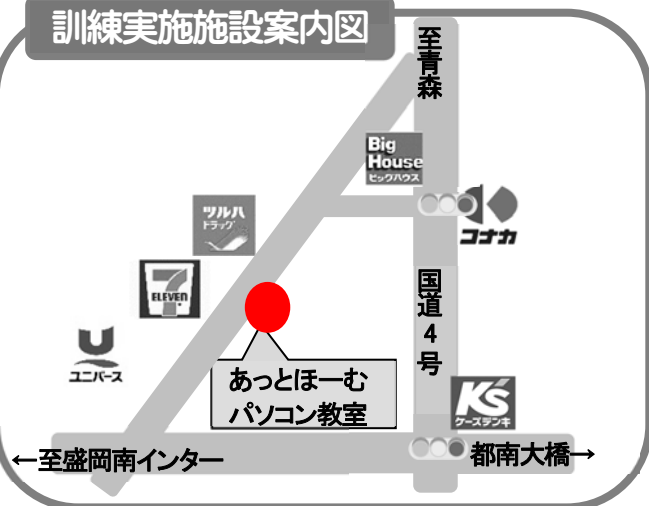 訓練実施施設案内図
至青森
Big
House
ビッグハウス
ツルハ
ドラッグ
コナカ
7
ELEVEN
国道4号
ユニバース
あっとほーむ
パソコン教室
K's
ケーズデンキ
←至盛岡南インター
都南大橋→